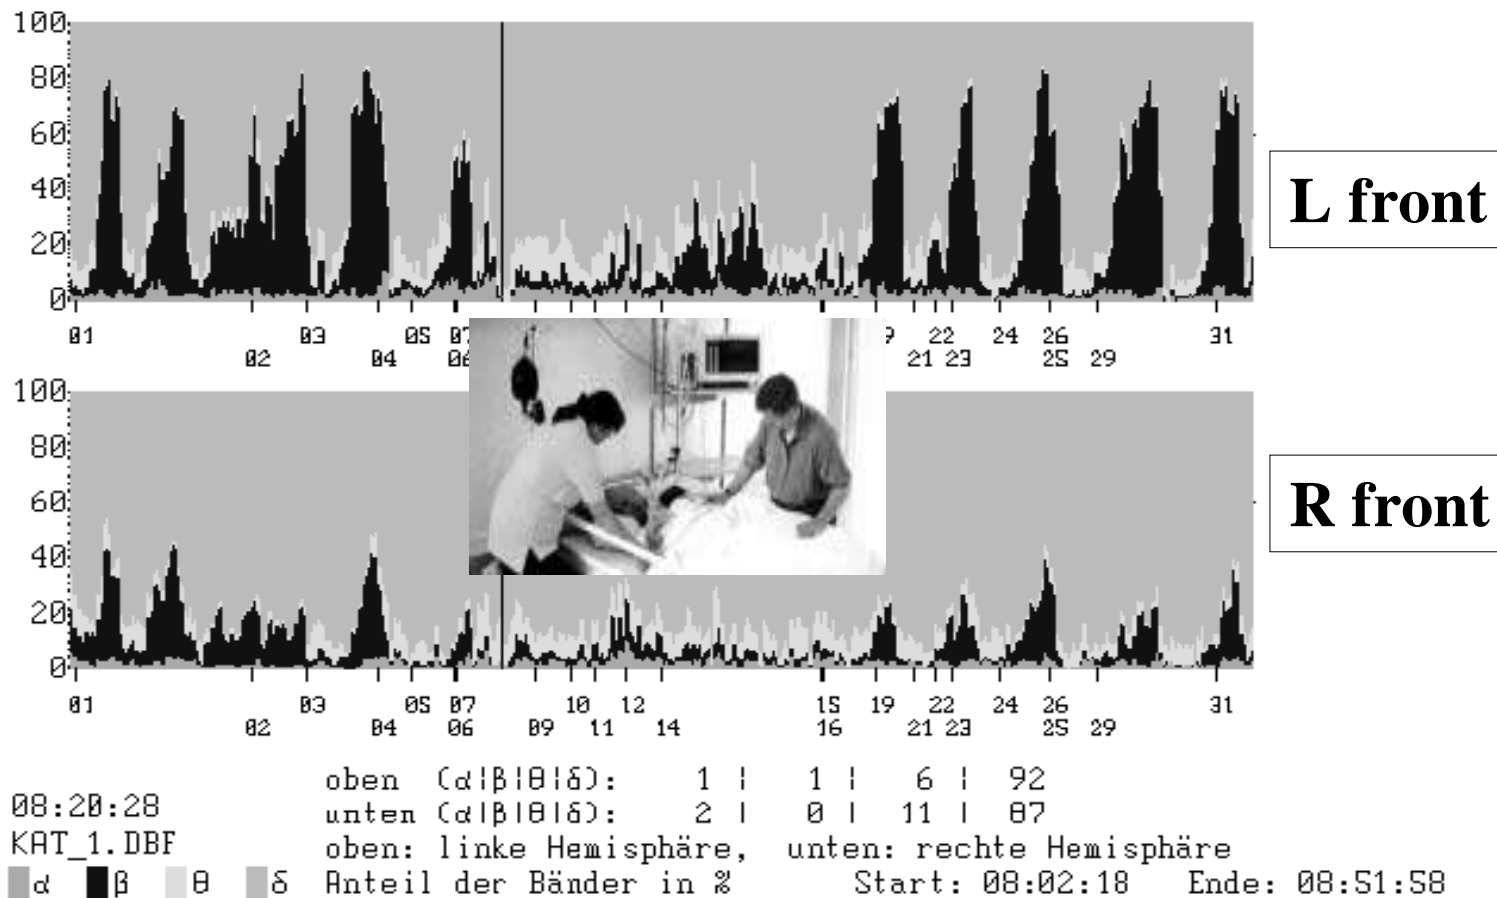 100
80
60
40
20
0
L front
01 03 05 07 22 24 26 31
02 04 06 21 23 25 29
100
80
60
40
20
0
R front
01 03 05 07 10 12 15 19 22 24 26 31
02 04 06 09 11 14 16 21 23 25 29
oben (α|β|θ|δ): 1 | 1 | 6 | 92
08:20:28
unten (α|β|θ|δ): 2 | 0 | 11 | 87
KAT_1.DBF
oben: linke Hemisphäre, unten: rechte Hemisphäre
α β θ δ Anteil der Bänder in % Start: 08:02:18 Ende: 08:51:58